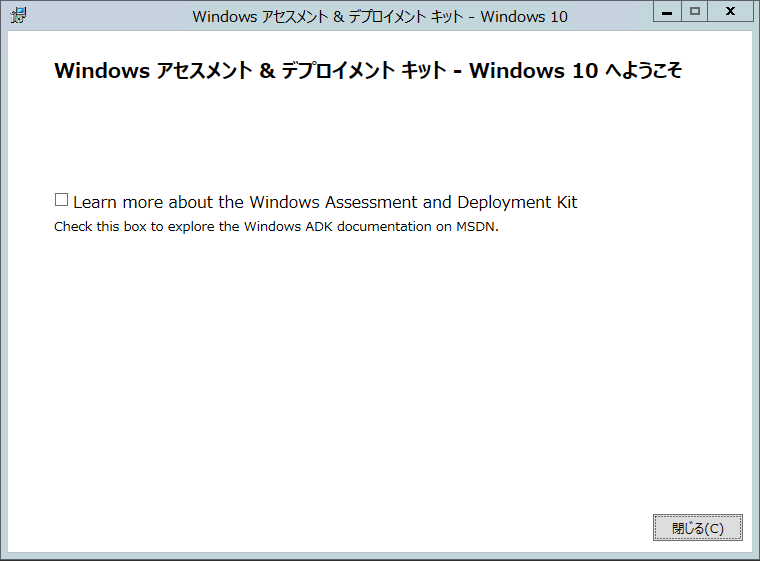 Windows アセスメント & デプロイメント キット - Windows 10
Windows アセスメント & デプロイメント キット - Windows 10 へようこそ
Learn more about the Windows Assessment and Deployment Kit
Check this box to explore the Windows ADK documentation on MSDN.
閉じる(C)